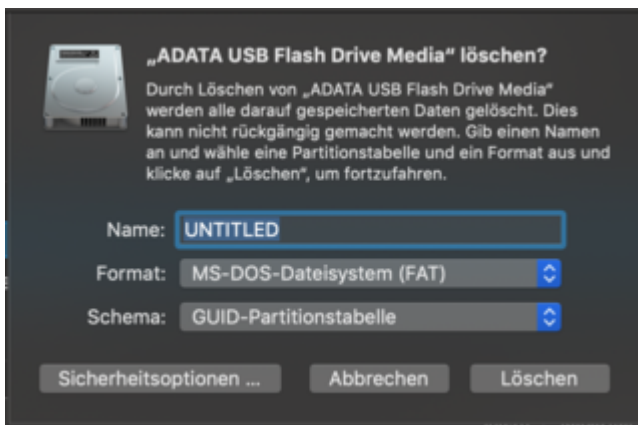 „ADATA USB Flash Drive Media“ löschen?
Durch Löschen von „ADATA USB Flash Drive Media“
werden alle darauf gespeicherten Daten gelöscht. Dies
kann nicht rückgängig gemacht werden. Gib einen Namen
an und wähle eine Partitionstabelle und ein Format aus und
klicke auf „Löschen“, um fortzufahren.
Name: UNTITLED
Format: MS-DOS-Dateisystem (FAT)
Schema: GUID-Partitionstabelle
Sicherheitsoptionen ... Abbrechen Löschen